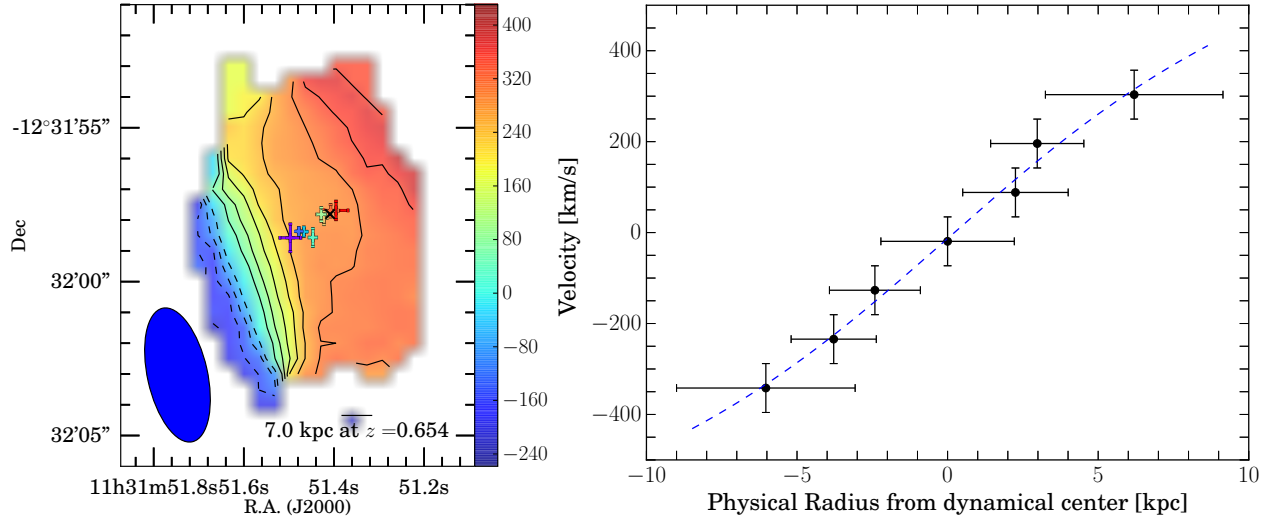 -12°31'55"
32'00"
32'05"
Dec
11h31m51.8s
51.6s
51.4s
51.2s
R.A. (J2000)
7.0 kpc at z =0.654
400
320
240
160
80
0
−80
−160
−240
Velocity [km/s]
400
200
0
−200
−400
−10
−5
0
5
10
Physical Radius from dynamical center [kpc]